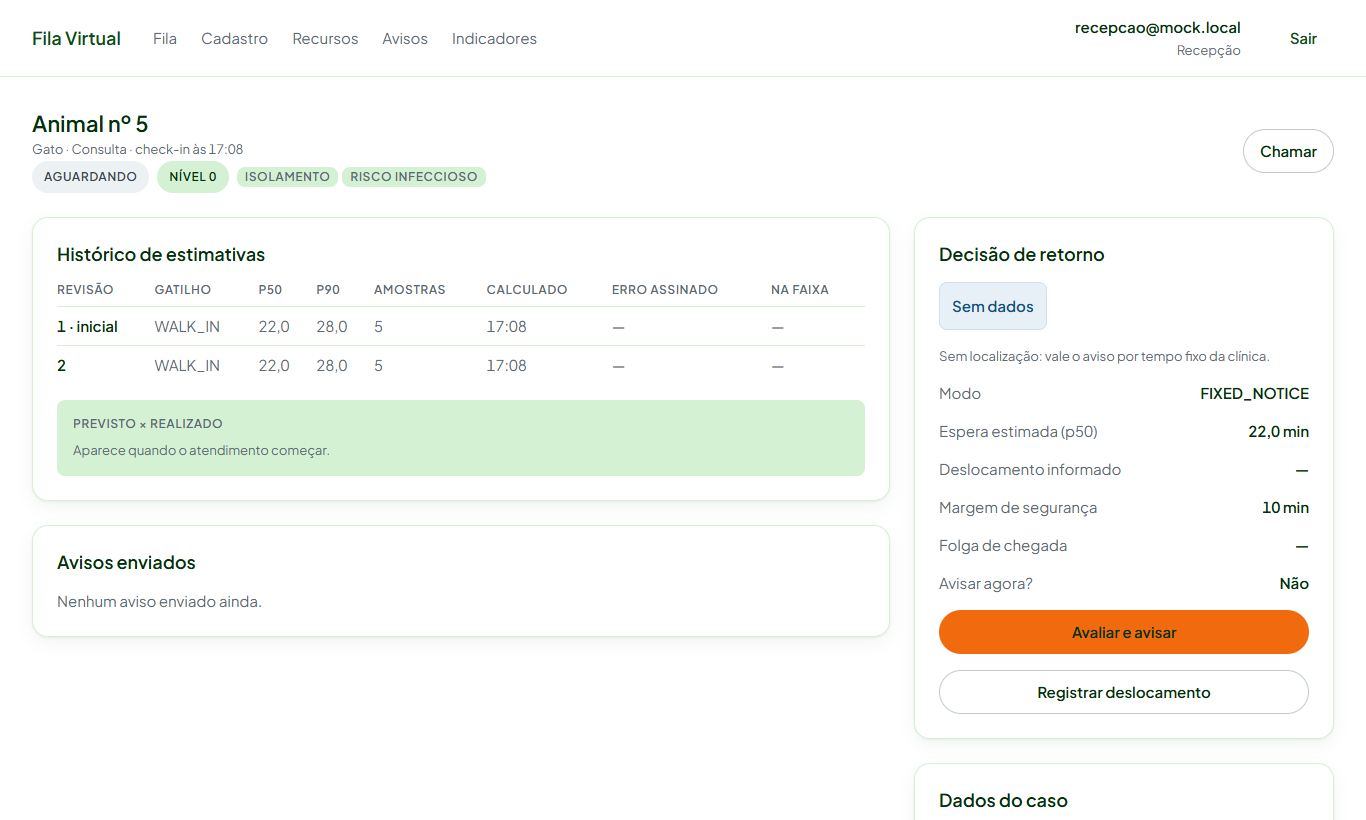 Fila Virtual Fila Cadastro Recursos Avisos Indicadores recepcao@mock.local Sair
Recepção
Animal nº 5
Gato · Consulta · check-in às 17:08
AGUARDANDO NÍVEL 0 ISOLAMENTO RISCO INFECCIOSO
Chamar
Histórico de estimativas
REVISÃO GATILHO P50 P90 AMOSTRAS CALCULADO ERRO ASSINADO NA FAIXA
1 · inicial WALK_IN 22,0 28,0 5 17:08 — —
2 WALK_IN 22,0 28,0 5 17:08 — —
PREVISTO × REALIZADO
Aparece quando o atendimento começar.
Avisos enviados
Nenhum aviso enviado ainda.
Decisão de retorno
Sem dados
Sem localização: vale o aviso por tempo fixo da clínica.
Modo FIXED_NOTICE
Espera estimada (p50) 22,0 min
Deslocamento informado —
Margem de segurança 10 min
Folga de chegada —
Avisar agora? Não
Avaliar e avisar
Registrar deslocamento
Dados do caso